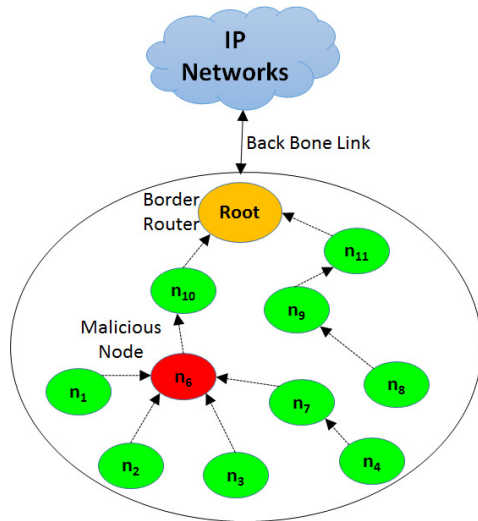 IP
Networks
Back Bone Link
Border
Router
Root
n₁₁
n₁₀
n₉
Malicious
Node
n₆
n₁
n₇
n₈
n₂
n₃
n₄